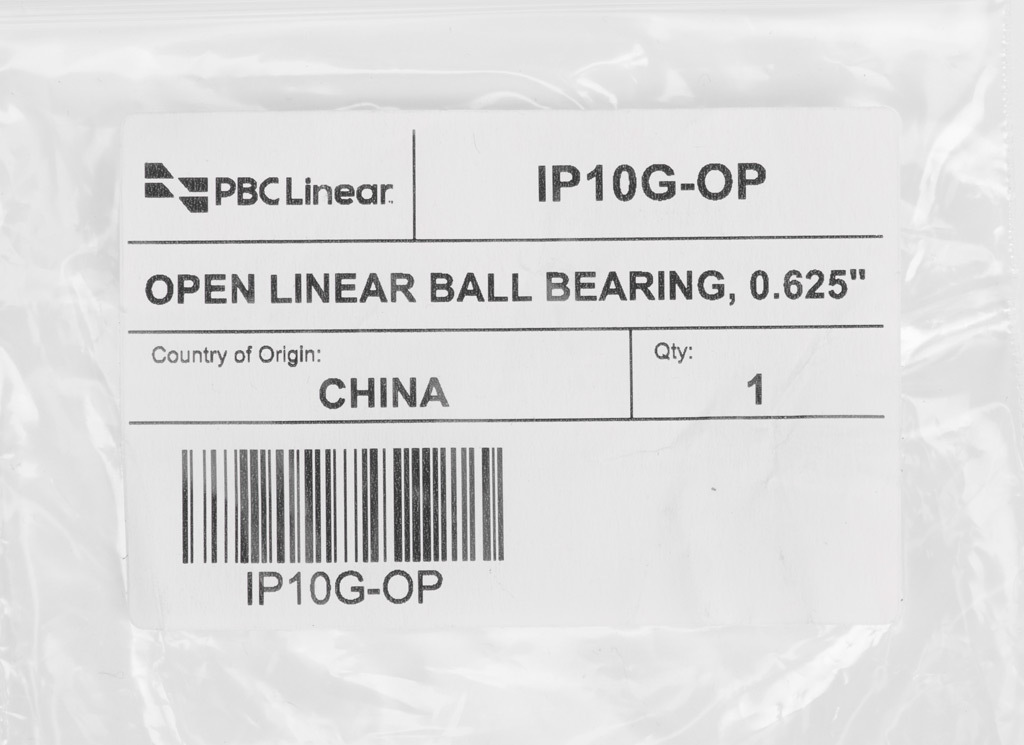 PBC Linear
IP10G-OP
OPEN LINEAR BALL BEARING, 0.625"
Country of Origin:
CHINA
Qty:
1
IP10G-OP